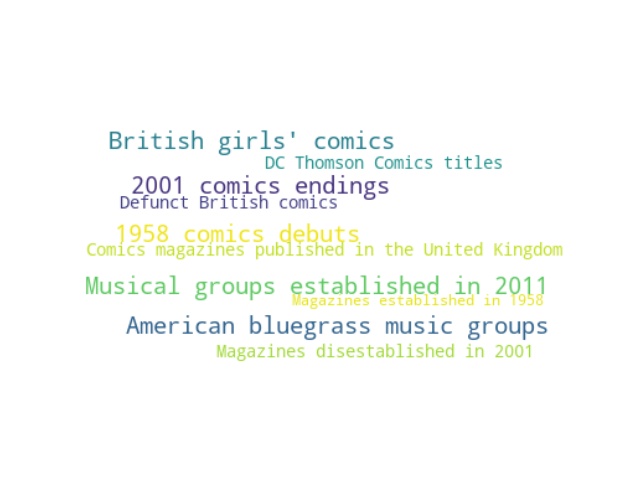 British girls' comics
DC Thomson Comics titles
2001 comics endings
Defunct British comics
1958 comics debuts
Comics magazines published in the United Kingdom
Musical groups established in 2011
Magazines established in 1958
American bluegrass music groups
Magazines disestablished in 2001